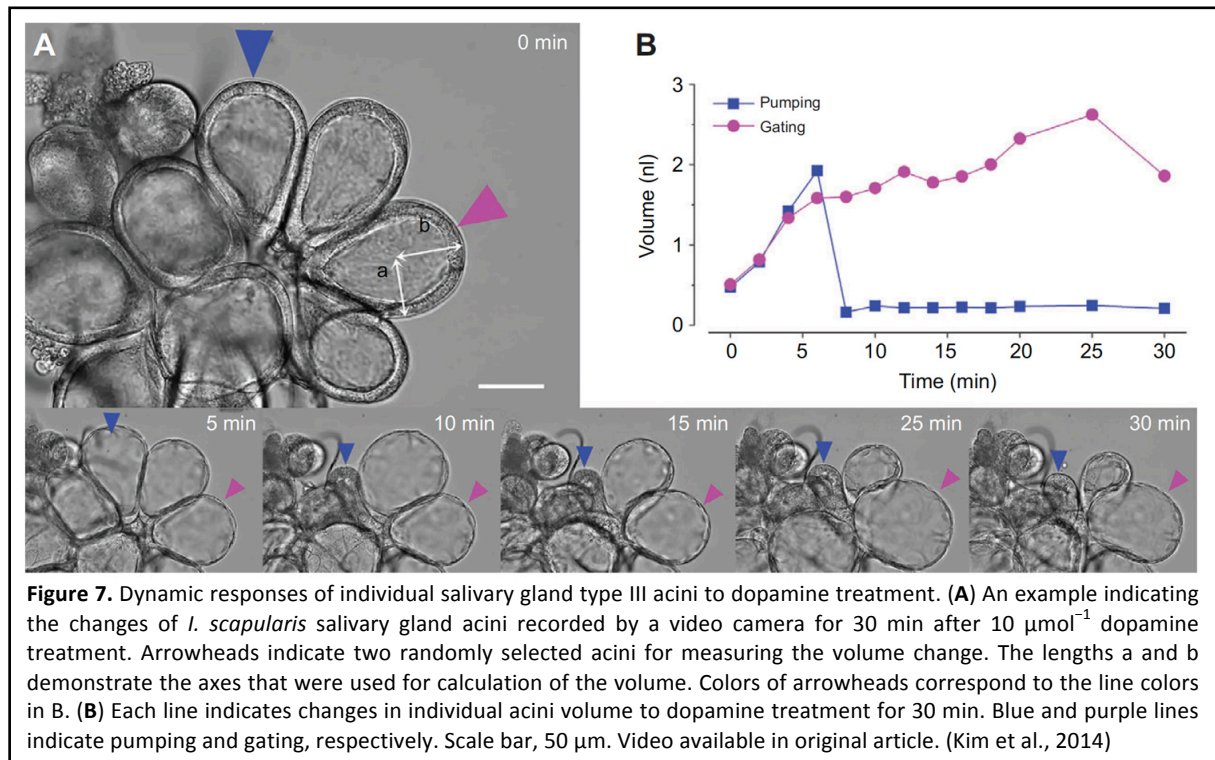 A
0 min
b
a
B
Pumping
Gating
Volume (nl)
3
2
1
0
0 5 10 15 20 25 30
Time (min)
5 min
10 min
15 min
25 min
30 min
Figure 7. Dynamic responses of individual salivary gland type III acini to dopamine treatment. (A) An example indicating
the changes of I. scapularis salivary gland acini recorded by a video camera for 30 min after 10 μmol⁻¹ dopamine
treatment. Arrowheads indicate two randomly selected acini for measuring the volume change. The lengths a and b
demonstrate the axes that were used for calculation of the volume. Colors of arrowheads correspond to the line colors
in B. (B) Each line indicates changes in individual acini volume to dopamine treatment for 30 min. Blue and purple lines
indicate pumping and gating, respectively. Scale bar, 50 μm. Video available in original article. (Kim et al., 2014)